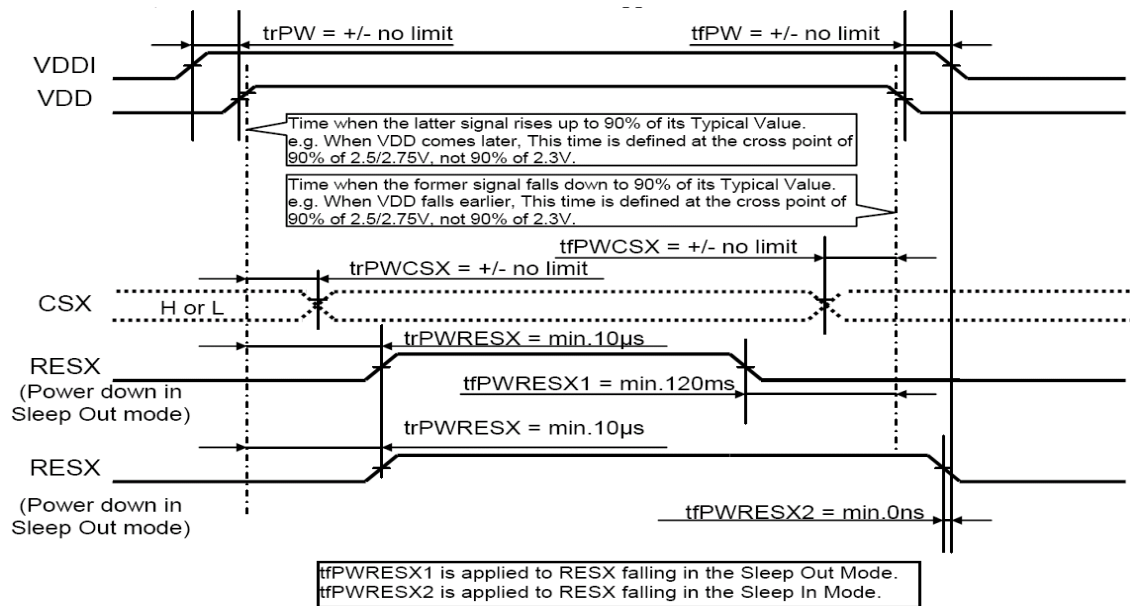 trPW = +/- no limit
tfPW = +/- no limit
VDDI
VDD
Time when the latter signal rises up to 90% of its Typical Value.
e.g. When VDD comes later, This time is defined at the cross point of
90% of 2.5/2.75V, not 90% of 2.3V.
Time when the former signal falls down to 90% of its Typical Value.
e.g. When VDD falls earlier, This time is defined at the cross point of
90% of 2.5/2.75V, not 90% of 2.3V.
tfPWCSX = +/- no limit
trPWCSX = +/- no limit
CSX
H or L
trPWRESX = min.10µs
RESX
(Power down in
Sleep Out mode)
tfPWRESX1 = min.120ms
trPWRESX = min.10µs
RESX
(Power down in
Sleep Out mode)
tfPWRESX2 = min.0ns
tfPWRESX1 is applied to RESX falling in the Sleep Out Mode.
tfPWRESX2 is applied to RESX falling in the Sleep In Mode.